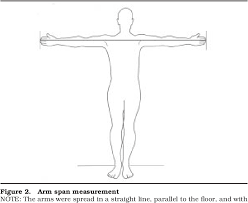 Figure 2. Arm span measurement
NOTE: The arms were spread in a straight line, parallel to the floor, and with